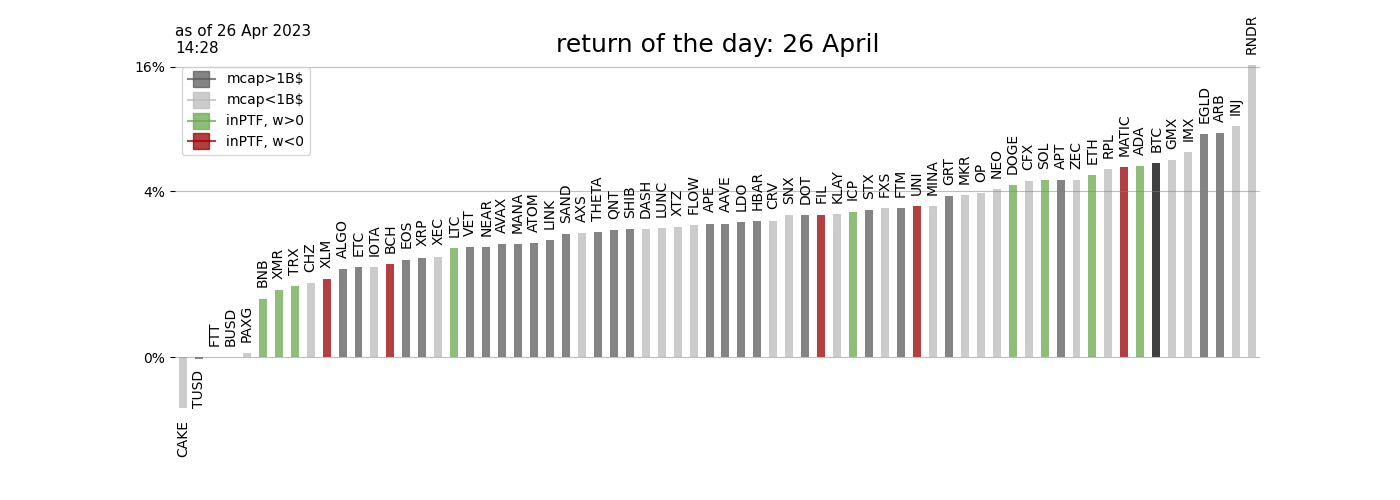 as of 26 Apr 2023
14:28
return of the day: 26 April
16%
4%
0%
mcap>1B$
mcap<1B$
inPTF, w>0
inPTF, w<0
CAKE
TUSD
FTT
BUSD
PAXG
BNB
XMR
TRX
CHZ
XLM
ALGO
ETC
IOTA
BCH
EOS
XRP
XEC
LTC
VET
NEAR
AVAX
MANA
ATOM
LINK
SAND
AXS
THETA
QNT
SHIB
DASH
LUNC
XTZ
FLOW
APE
AAVE
LDO
HBAR
CRV
SNX
DOT
FIL
KLAY
ICP
STX
FXS
FTM
UNI
MINA
GRT
MKR
OP
NEO
DOGE
CFX
SOL
APT
ZEC
ETH
RPL
MATIC
ADA
BTC
GMX
IMX
EGLD
ARB
INJ
RNDR